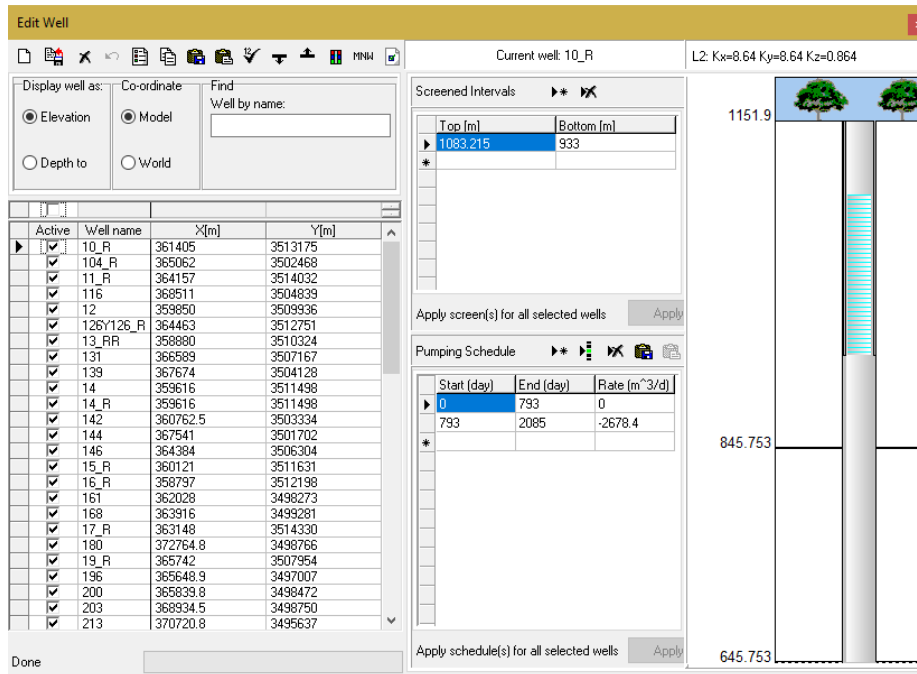 Edit Well
MNW
Current well: 10_R
L2: Kx=8.64 Ky=8.64 Kz=0.864
Display well as:
Elevation
Depth to
Co-ordinate
Model
World
Find
Well by name:
Active Well name X[m] Y[m]
10_R 361405 3513175
104_R 365062 3502468
11_R 364157 3514032
116 368511 3504839
12 359850 3509936
126Y126_R 364463 3512751
13_RR 358880 3510324
131 366589 3507167
139 367674 3504128
14 359616 3511498
14_R 359616 3511498
142 360762.5 3503334
144 367541 3501702
146 364384 3506304
15_R 360121 3511631
16_R 358797 3512198
161 362028 3498273
168 363916 3499281
17_R 363148 3514330
180 372764.8 3498766
19_R 365742 3507954
196 365648.9 3497007
200 365839.8 3498472
203 368934.5 3498750
213 370720.8 3495637
Done
Screened Intervals
Top [m] Bottom [m]
1083.215 933
Apply screen(s) for all selected wells Apply
Pumping Schedule
Start (day) End (day) Rate (m^3/d)
0 793 0
793 2085 -2678.4
Apply schedule(s) for all selected wells Apply
1151.9
845.753
645.753